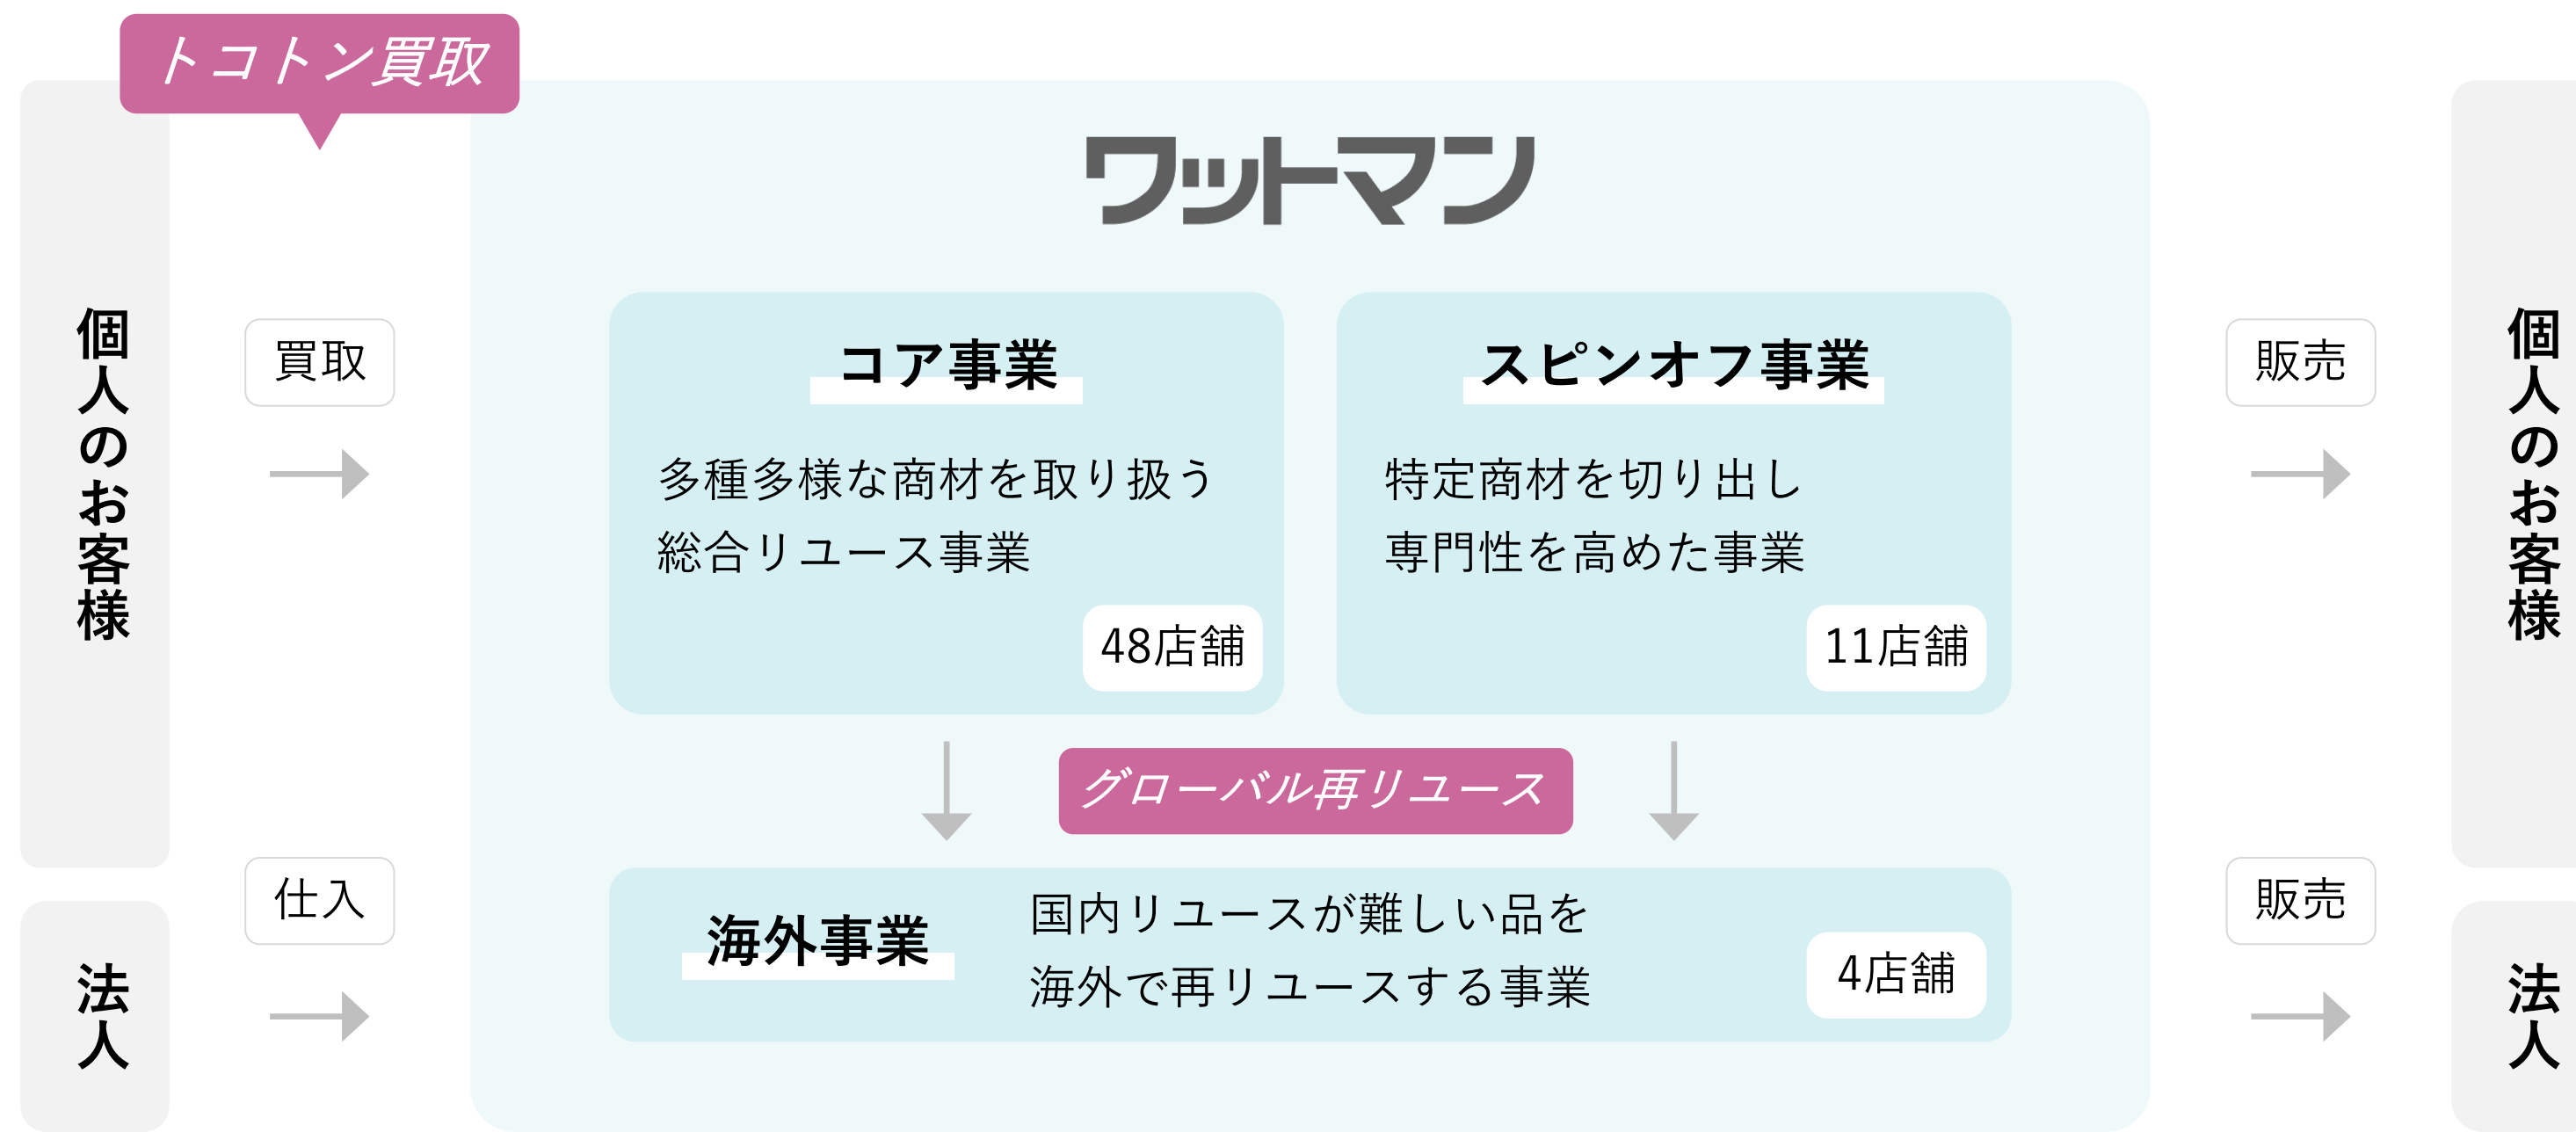 トコトン買取
個人のお客様
法人
買取
仕入
ワットマン
コア事業
多種多様な商材を取り扱う
総合リユース事業
48店舗
スピンオフ事業
特定商材を切り出し
専門性を高めた事業
11店舗
グローバル再リユース
海外事業
国内リユースが難しい品を
海外で再リユースする事業
4店舗
販売
販売
個人のお客様
法人